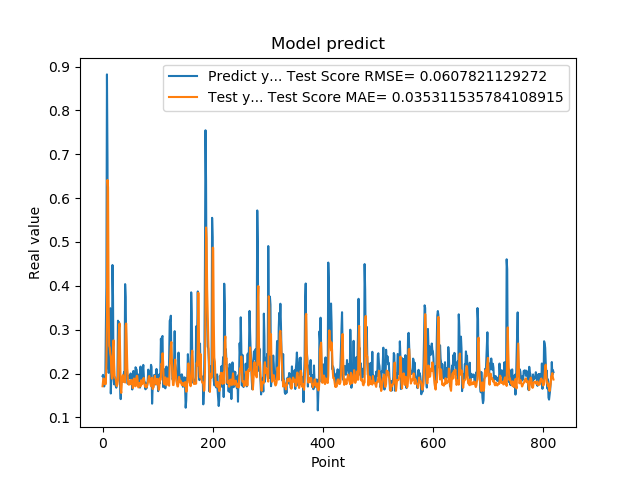 Model predict
Predict y... Test Score RMSE= 0.0607821129272
Test y... Test Score MAE= 0.035311535784108915
0.9
0.8
0.7
0.6
0.5
0.4
0.3
0.2
0.1
Real value
0
200
400
600
800
Point